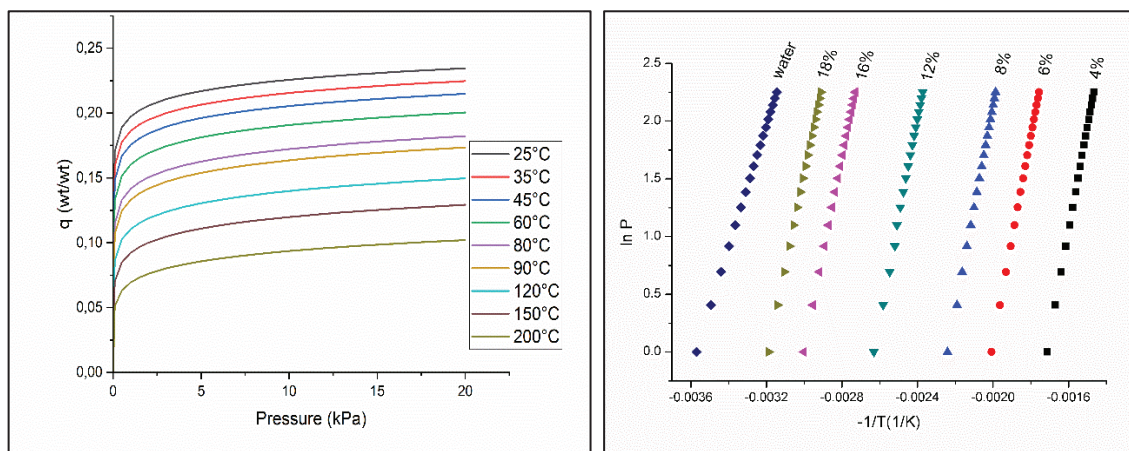 0,25
0,20
0,15
0,10
0,05
0,00
q (wt/wt)
0
5
10
15
20
Pressure (kPa)
25°C
35°C
45°C
60°C
80°C
90°C
120°C
150°C
200°C
water
18%
16%
12%
8%
6%
4%
2.5
2.0
1.5
1.0
0.5
0.0
ln P
-0.0036
-0.0032
-0.0028
-0.0024
-0.0020
-0.0016
-1/T(1/K)